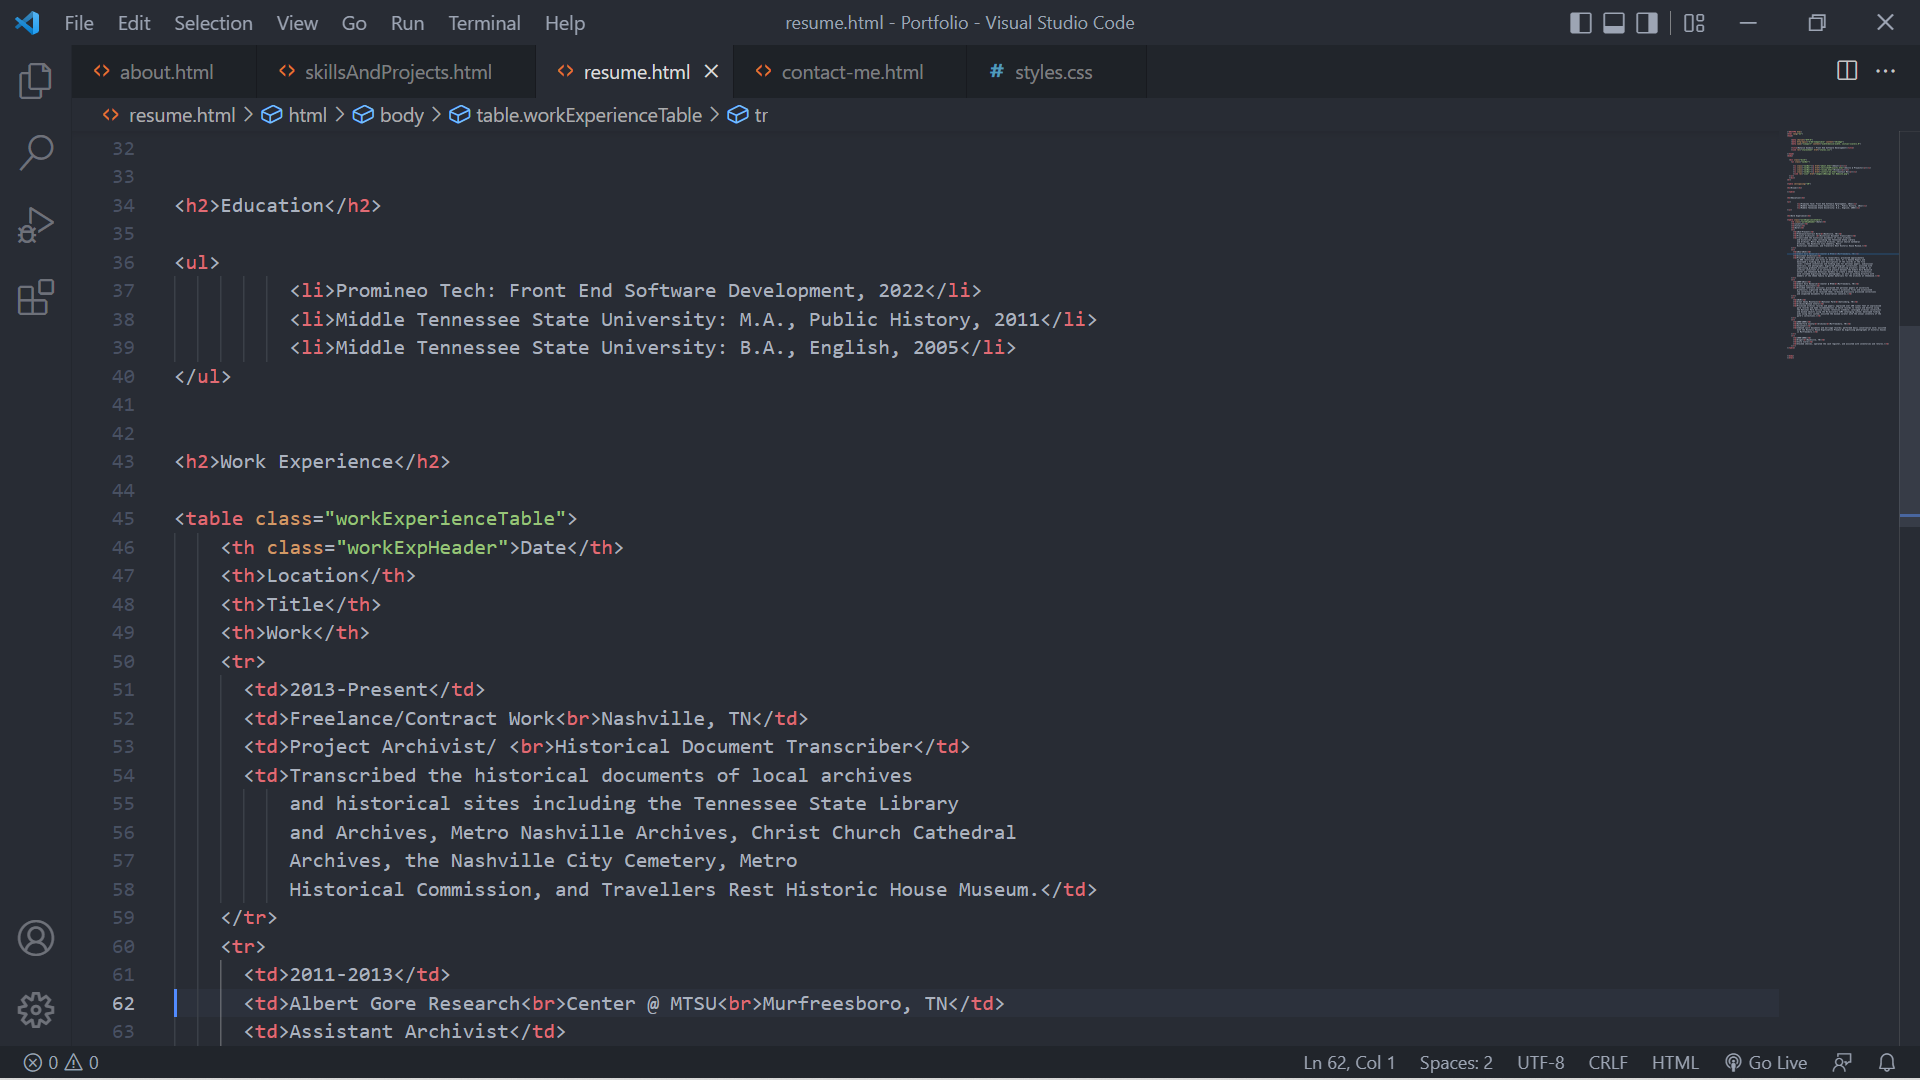 File Edit Selection View Go Run Terminal Help resume.html - Portfolio - Visual Studio Code
about.html skillsAndProjects.html resume.html contact-me.html # styles.css
resume.html > html > body > table.workExperienceTable > tr
32
33
34 <h2>Education</h2>
35
36 <ul>
37 <li>Promineo Tech: Front End Software Development, 2022</li>
38 <li>Middle Tennessee State University: M.A., Public History, 2011</li>
39 <li>Middle Tennessee State University: B.A., English, 2005</li>
40 </ul>
41
42
43 <h2>Work Experience</h2>
44
45 <table class="workExperienceTable">
46 <th class="workExpHeader">Date</th>
47 <th>Location</th>
48 <th>Title</th>
49 <th>Work</th>
50 <tr>
51 <td>2013-Present</td>
52 <td>Freelance/Contract Work<br>Nashville, TN</td>
53 <td>Project Archivist/ <br>Historical Document Transcriber</td>
54 <td>Transcribed the historical documents of local archives
55 and historical sites including the Tennessee State Library
56 and Archives, Metro Nashville Archives, Christ Church Cathedral
57 Archives, the Nashville City Cemetery, Metro
58 Historical Commission, and Travellers Rest Historic House Museum.</td>
59 </tr>
60 <tr>
61 <td>2011-2013</td>
62 <td>Albert Gore Research<br>Center @ MTSU<br>Murfreesboro, TN</td>
63 <td>Assistant Archivist</td>
0 0 Ln 62, Col 1 Spaces: 2 UTF-8 CRLF HTML Go Live